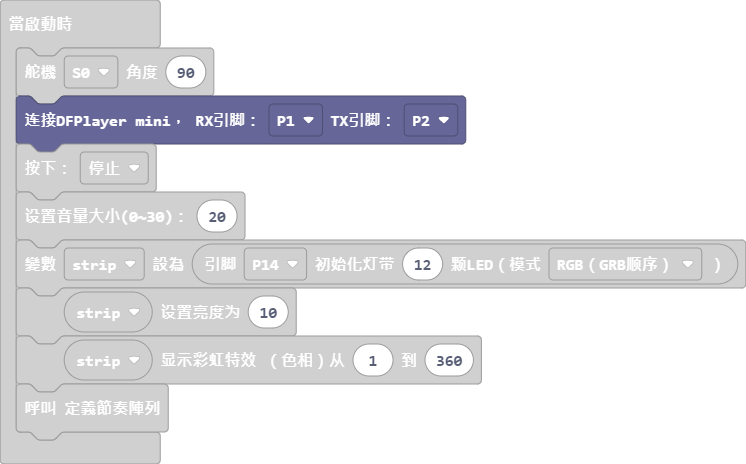 當啟動時
舵機 S0 角度 90
连接DFPlayer mini, RX引脚: P1 TX引脚: P2
按下: 停止
设置音量大小(0~30): 20
變數 strip 設為 引脚 P14 初始化灯带 12 颗LED(模式 RGB(GRB顺序) )
strip 设置亮度为 10
strip 显示彩虹特效 (色相)从 1 到 360
呼叫 定義節奏陣列